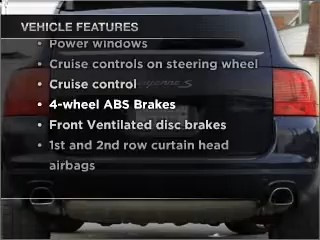 VEHICLE FEATURES
• Power windows
• Cruise controls on steering wheel
• Cruise control
• 4-wheel ABS Brakes
• Front Ventilated disc brakes
• 1st and 2nd row curtain head
airbags